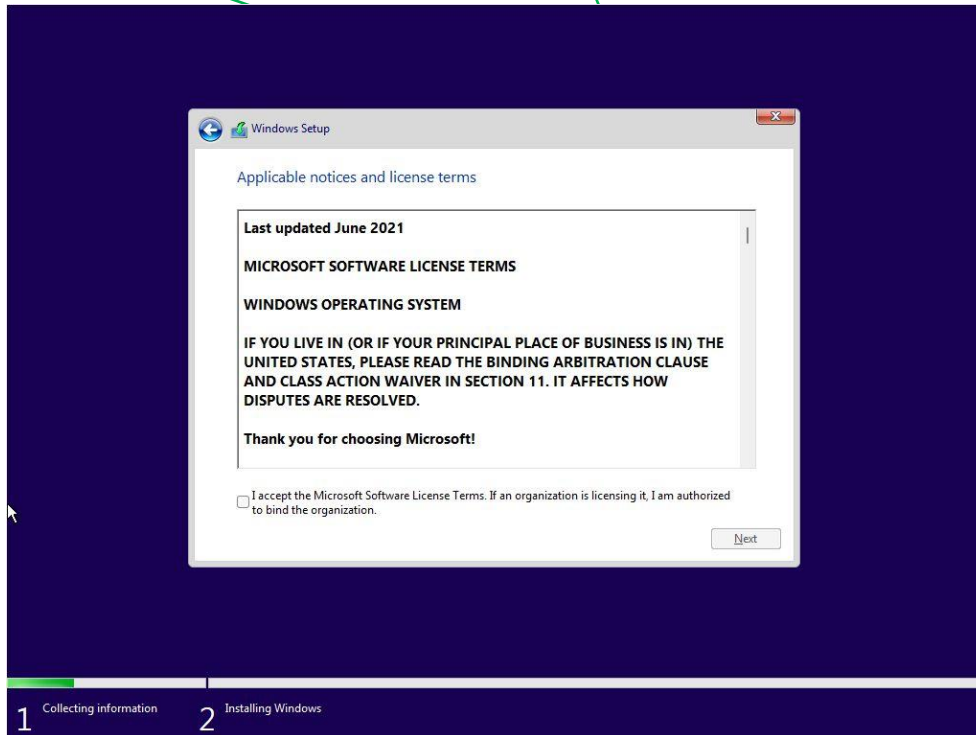 Windows Setup
Applicable notices and license terms
Last updated June 2021
MICROSOFT SOFTWARE LICENSE TERMS
WINDOWS OPERATING SYSTEM
IF YOU LIVE IN (OR IF YOUR PRINCIPAL PLACE OF BUSINESS IS IN) THE
UNITED STATES, PLEASE READ THE BINDING ARBITRATION CLAUSE
AND CLASS ACTION WAIVER IN SECTION 11. IT AFFECTS HOW
DISPUTES ARE RESOLVED.
Thank you for choosing Microsoft!
I accept the Microsoft Software License Terms. If an organization is licensing it, I am authorized
to bind the organization.
Next
1 Collecting information
2 Installing Windows